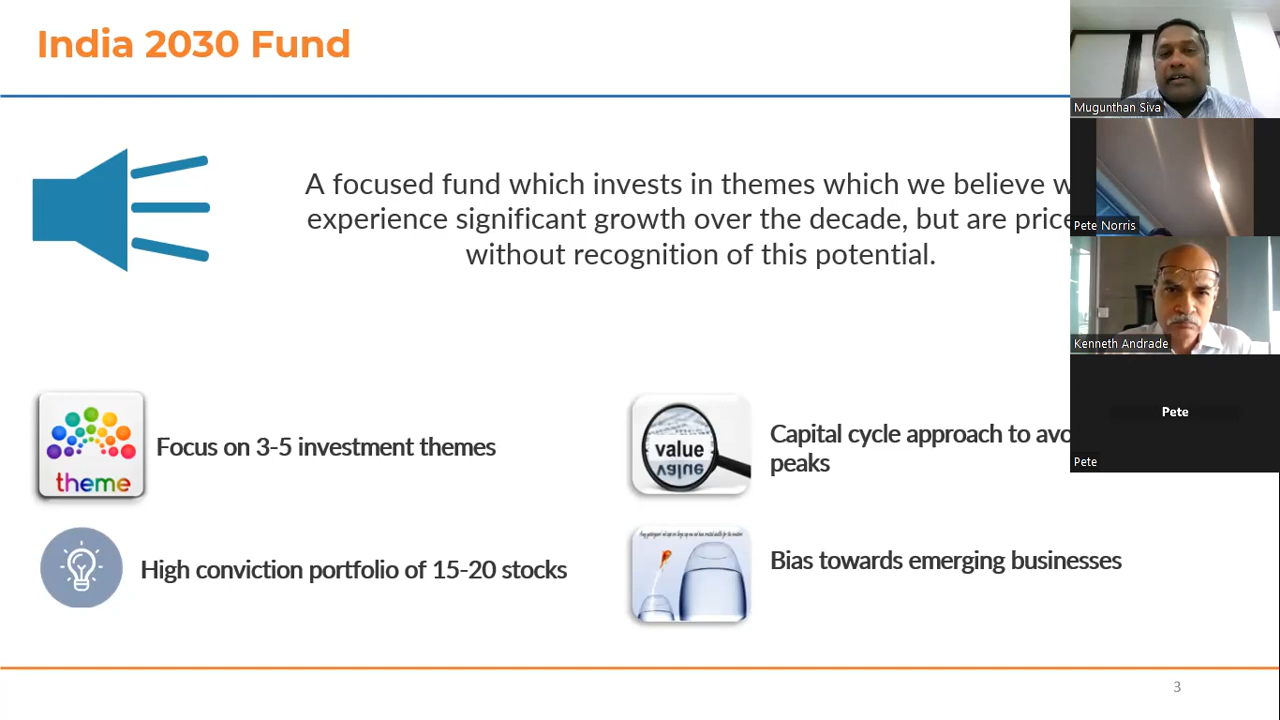 India 2030 Fund
A focused fund which invests in themes which we believe
experience significant growth over the decade, but are
without recognition of this potential.
theme
Focus on 3-5 investment themes
value
value
Capital cycle approach to
peaks
High conviction portfolio of 15-20 stocks
Bias towards emerging businesses
3
Mugunthan Siva
Pete Norris
Kenneth Andrade
Pete
Pete